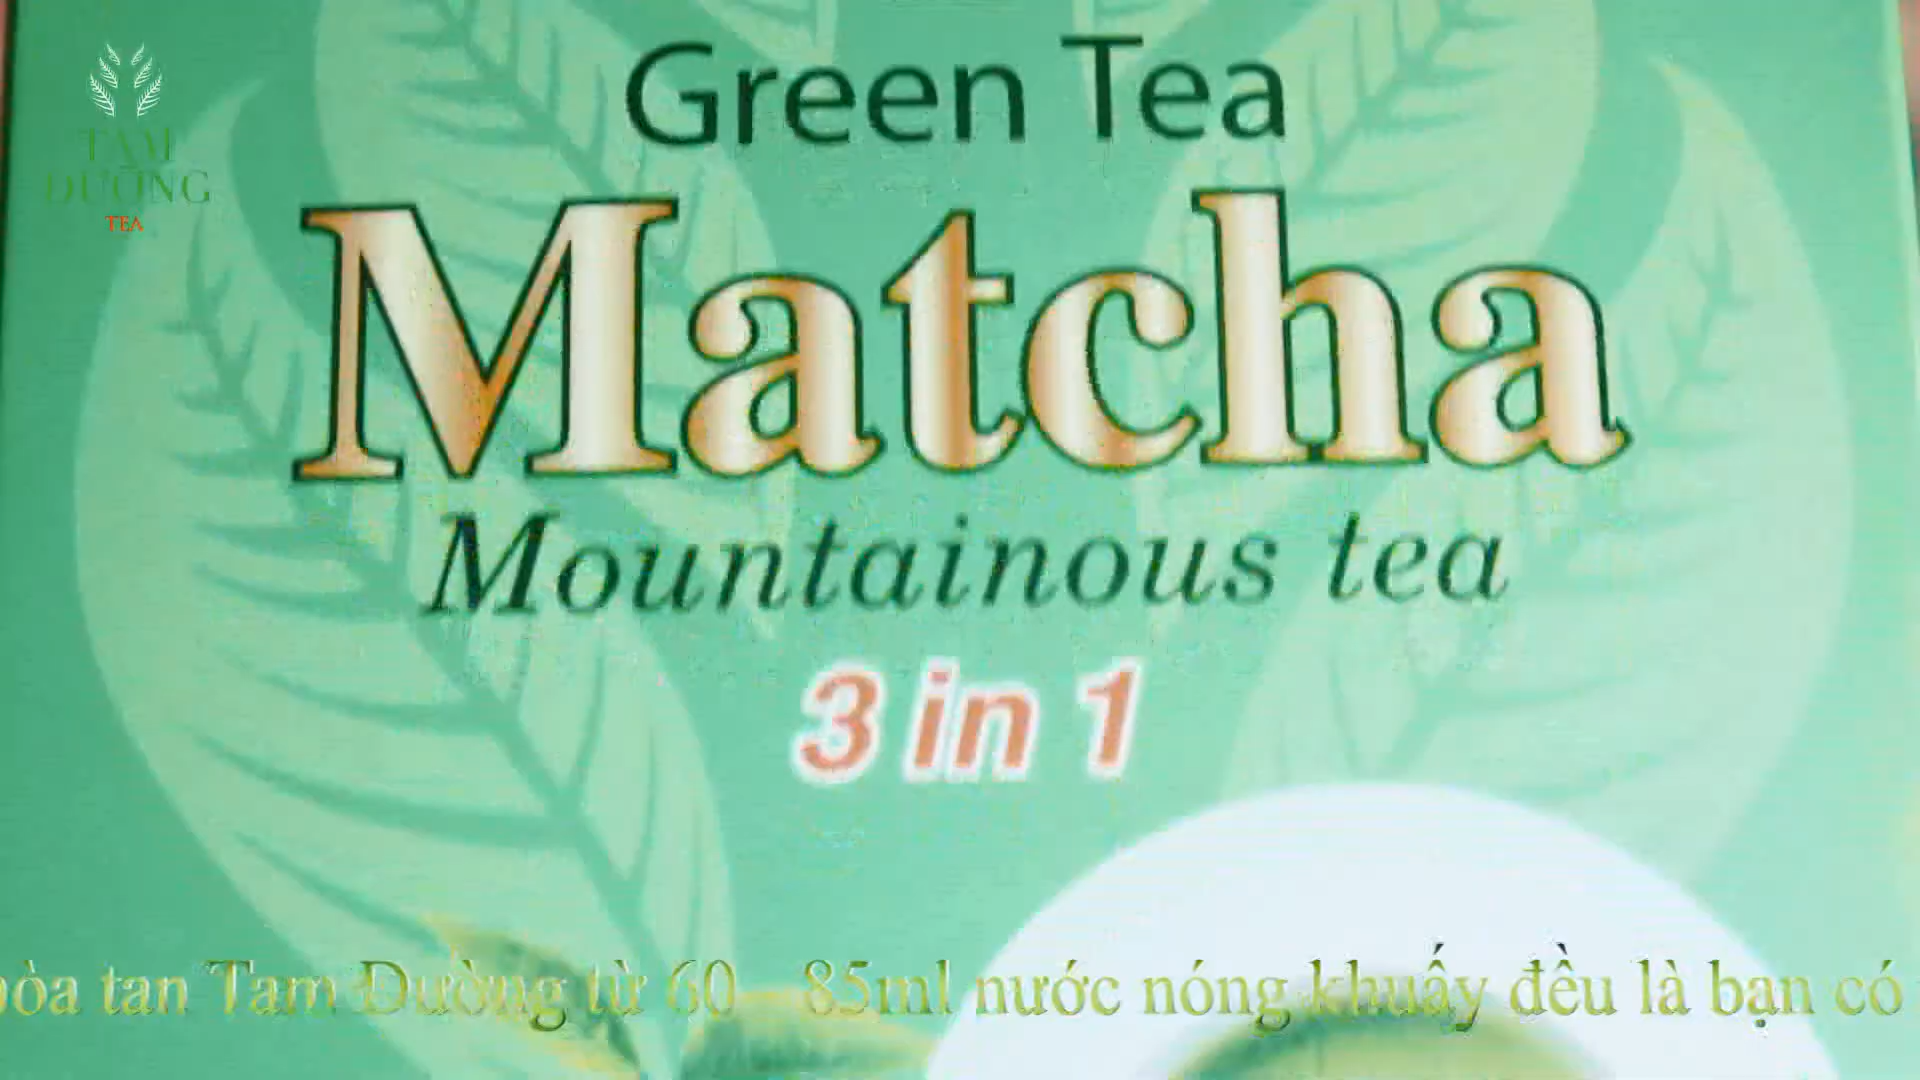 TAM
ĐƯỜNG
TEA
Green Tea
Matcha
Mountainous tea
3 in 1
hòa tan Tam Đường từ 60 85ml nước nóng khuấy đều là bạn có